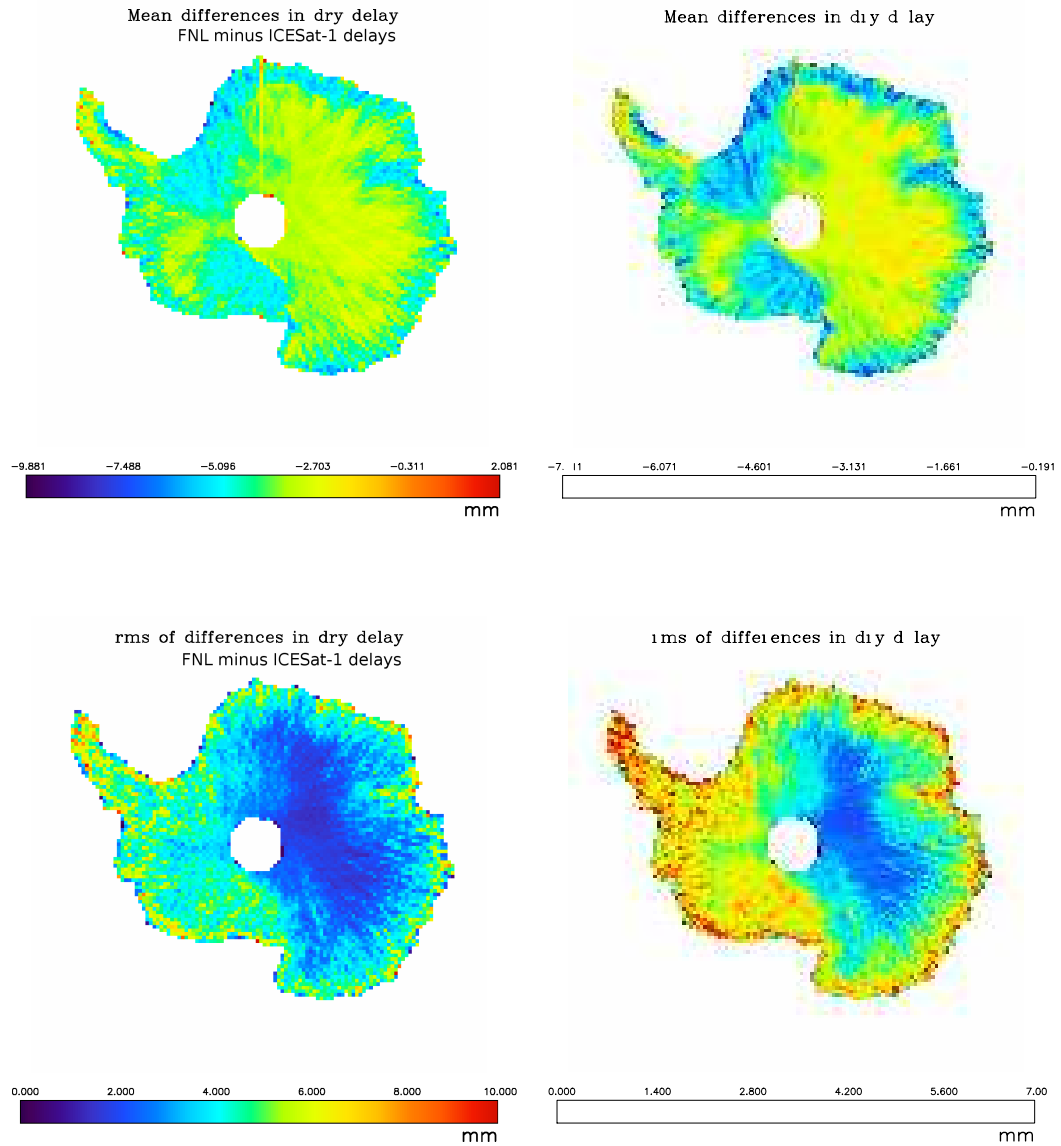 Mean differences in dry delay
FNL minus ICESat-1 delays
Mean differences in
−9.881 −7.488 −5.096 −2.703 −0.311 2.081
mm
−6.071 −4.601 −3.131 −1.661 −0.191
mm
rms of differences in dry delay
FNL minus ICESat-1 delays
of in
0.000 2.000 4.000 6.000 8.000 10.000
mm
0.000 1.400 2.800 4.200 5.600 7.00
mm